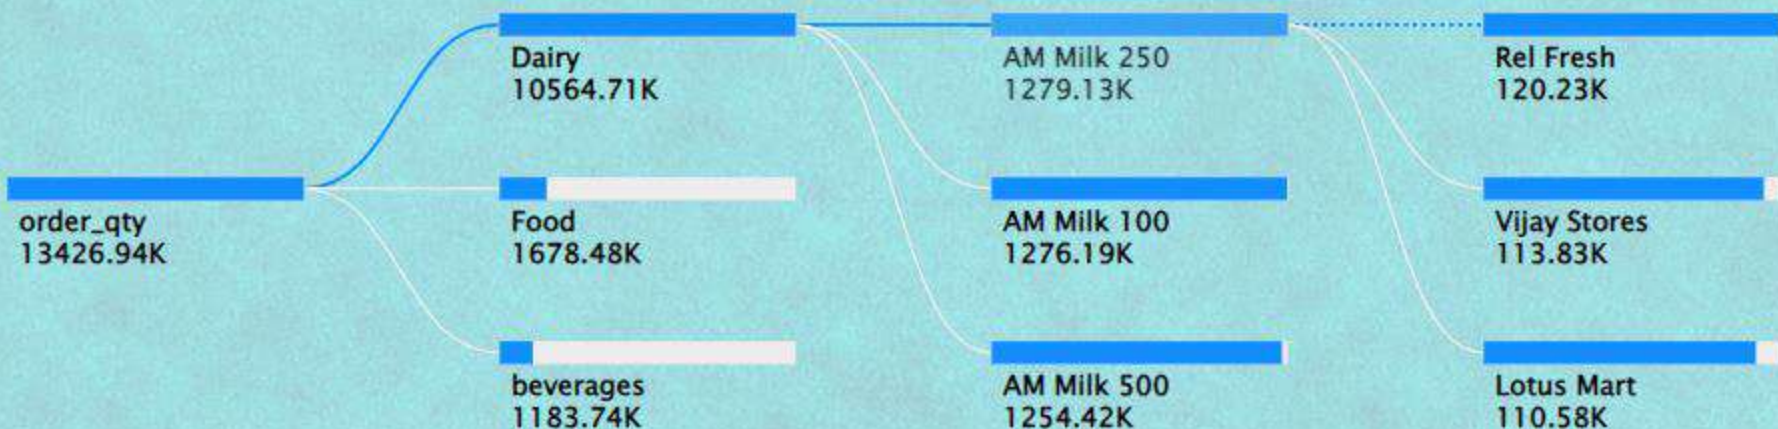 order_qty
13426.94K
Dairy
10564.71K
Food
1678.48K
beverages
1183.74K
AM Milk 250
1279.13K
AM Milk 100
1276.19K
AM Milk 500
1254.42K
Rel Fresh
120.23K
Vijay Stores
113.83K
Lotus Mart
110.58K